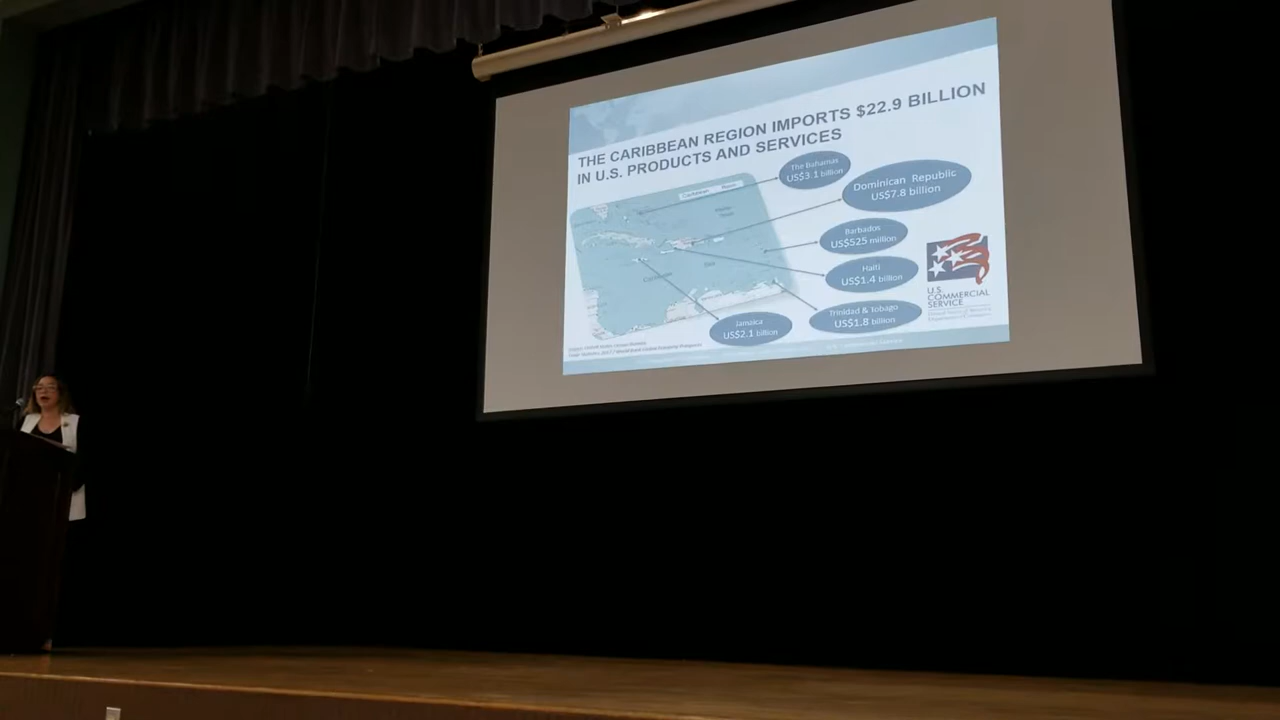 THE CARIBBEAN REGION IMPORTS $22.9 BILLION
IN U.S. PRODUCTS AND SERVICES
The Bahamas
US$3.1 billion
Dominican Republic
US$7.8 billion
Barbados
US$525 million
Haiti
US$1.4 billion
Trinidad & Tobago
US$1.8 billion
Jamaica
US$2.1 billion
U.S.
COMMERCIAL
SERVICE